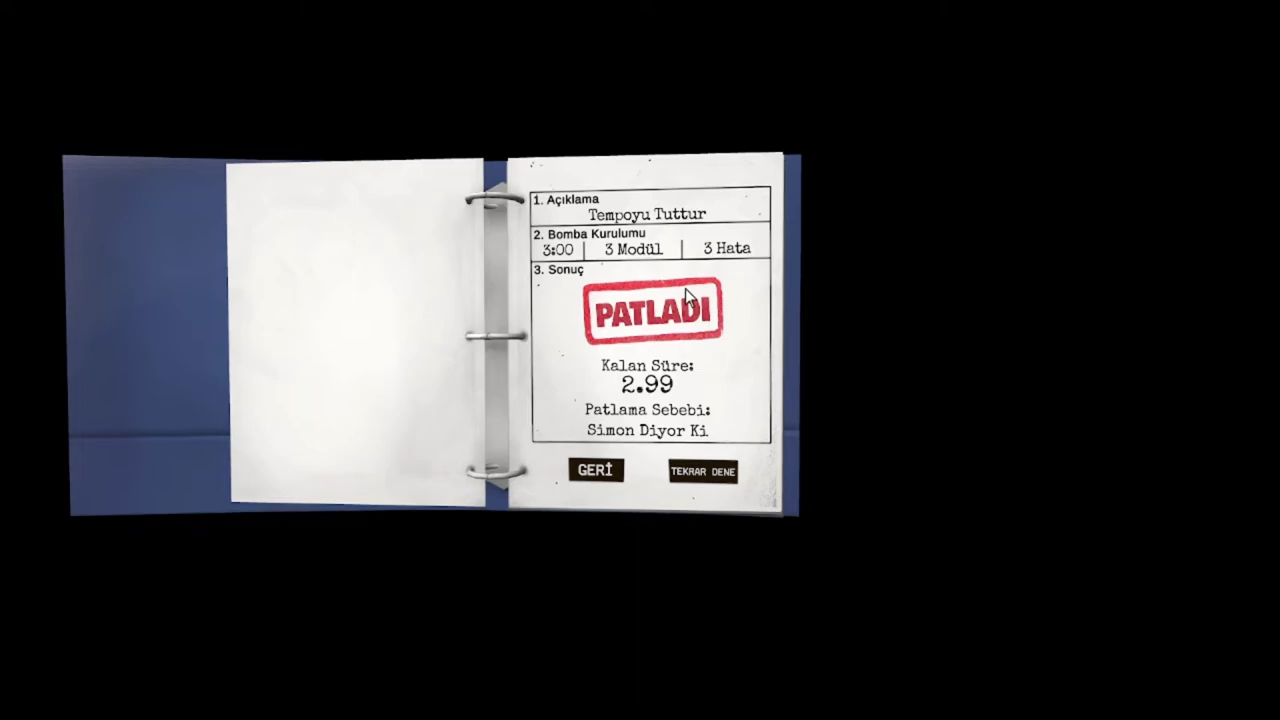 1. Açıklama
Tempoyu Tuttur
2. Bomba Kurulumu
3:00 | 3 Modül | 3 Hata
3. Sonuç
PATLADI
Kalan Süre:
2.99
Patlama Sebebi:
Simon Diyor Ki
GERİ TEKRAR DENE